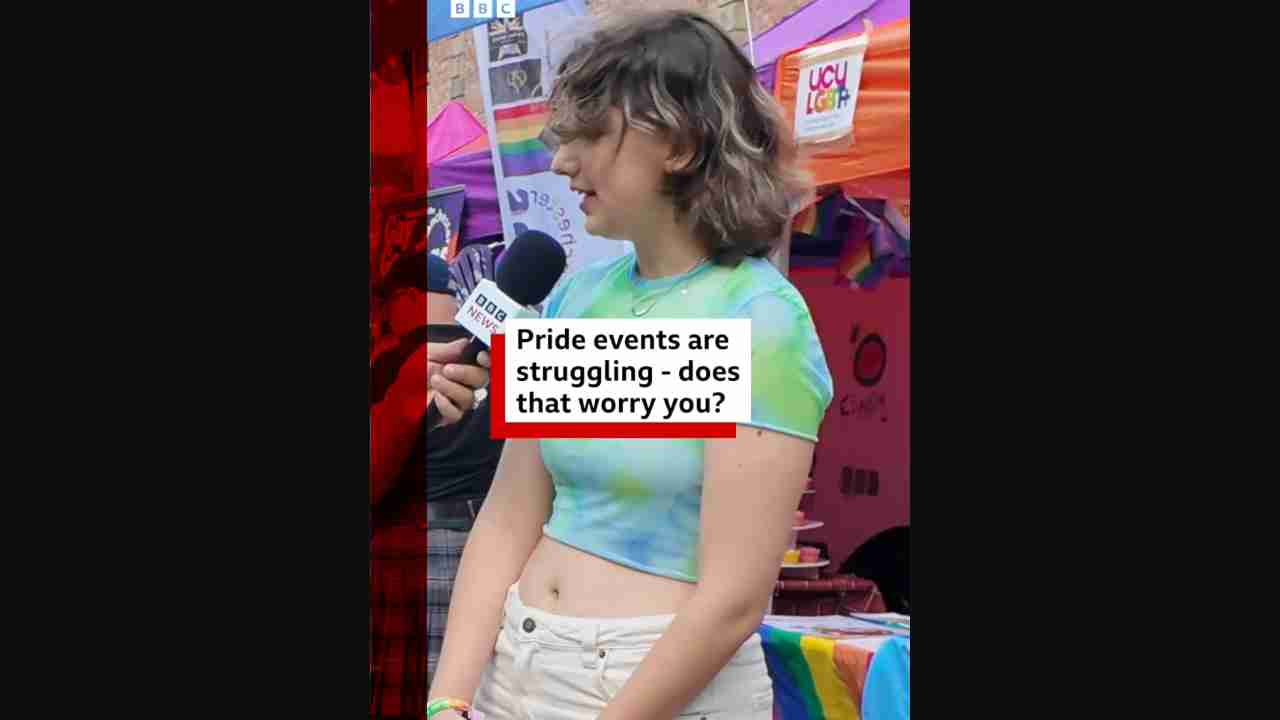 BBC
UCU
LGBT+
BBC
NEWS
Pride events are
struggling - does
that worry you?